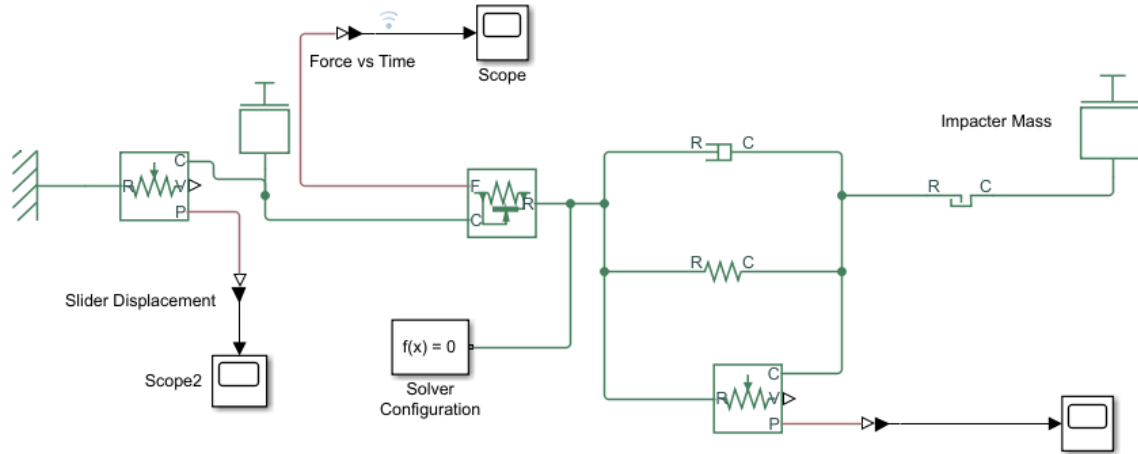 Force vs Time
Scope
Impacter Mass
R
C
V
P
F
C
R
R
C
R
C
R
C
Slider Displacement
Scope2
f(x) = 0
Solver
Configuration
R
C
V
P